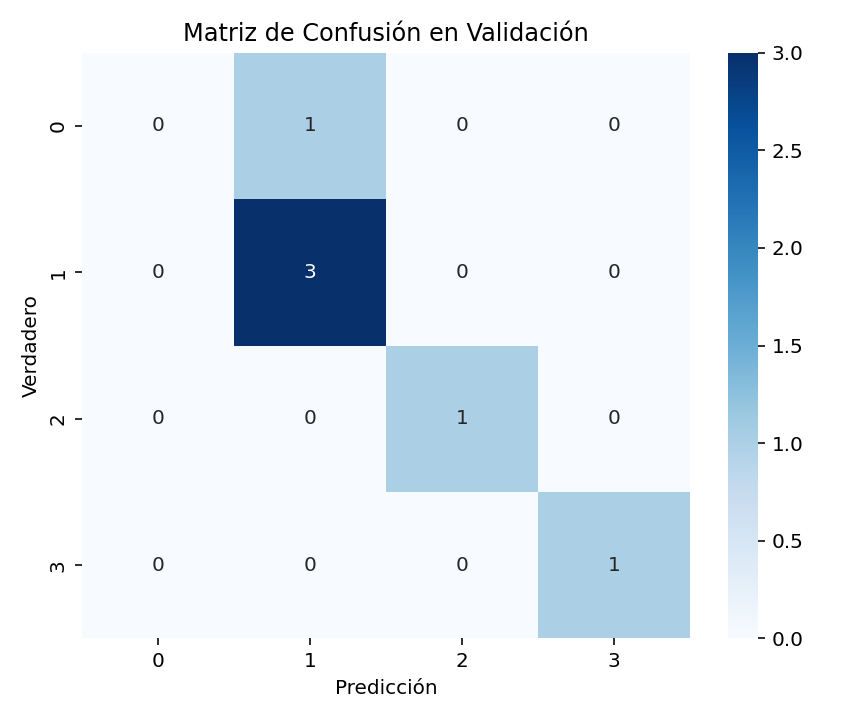 Matriz de Confusión en Validación
0 0 1 0 0
1 0 3 0 0
2 0 0 1 0
3 0 0 0 1
0 1 2 3
Predicción
Verdadero
3.0
2.5
2.0
1.5
1.0
0.5
0.0